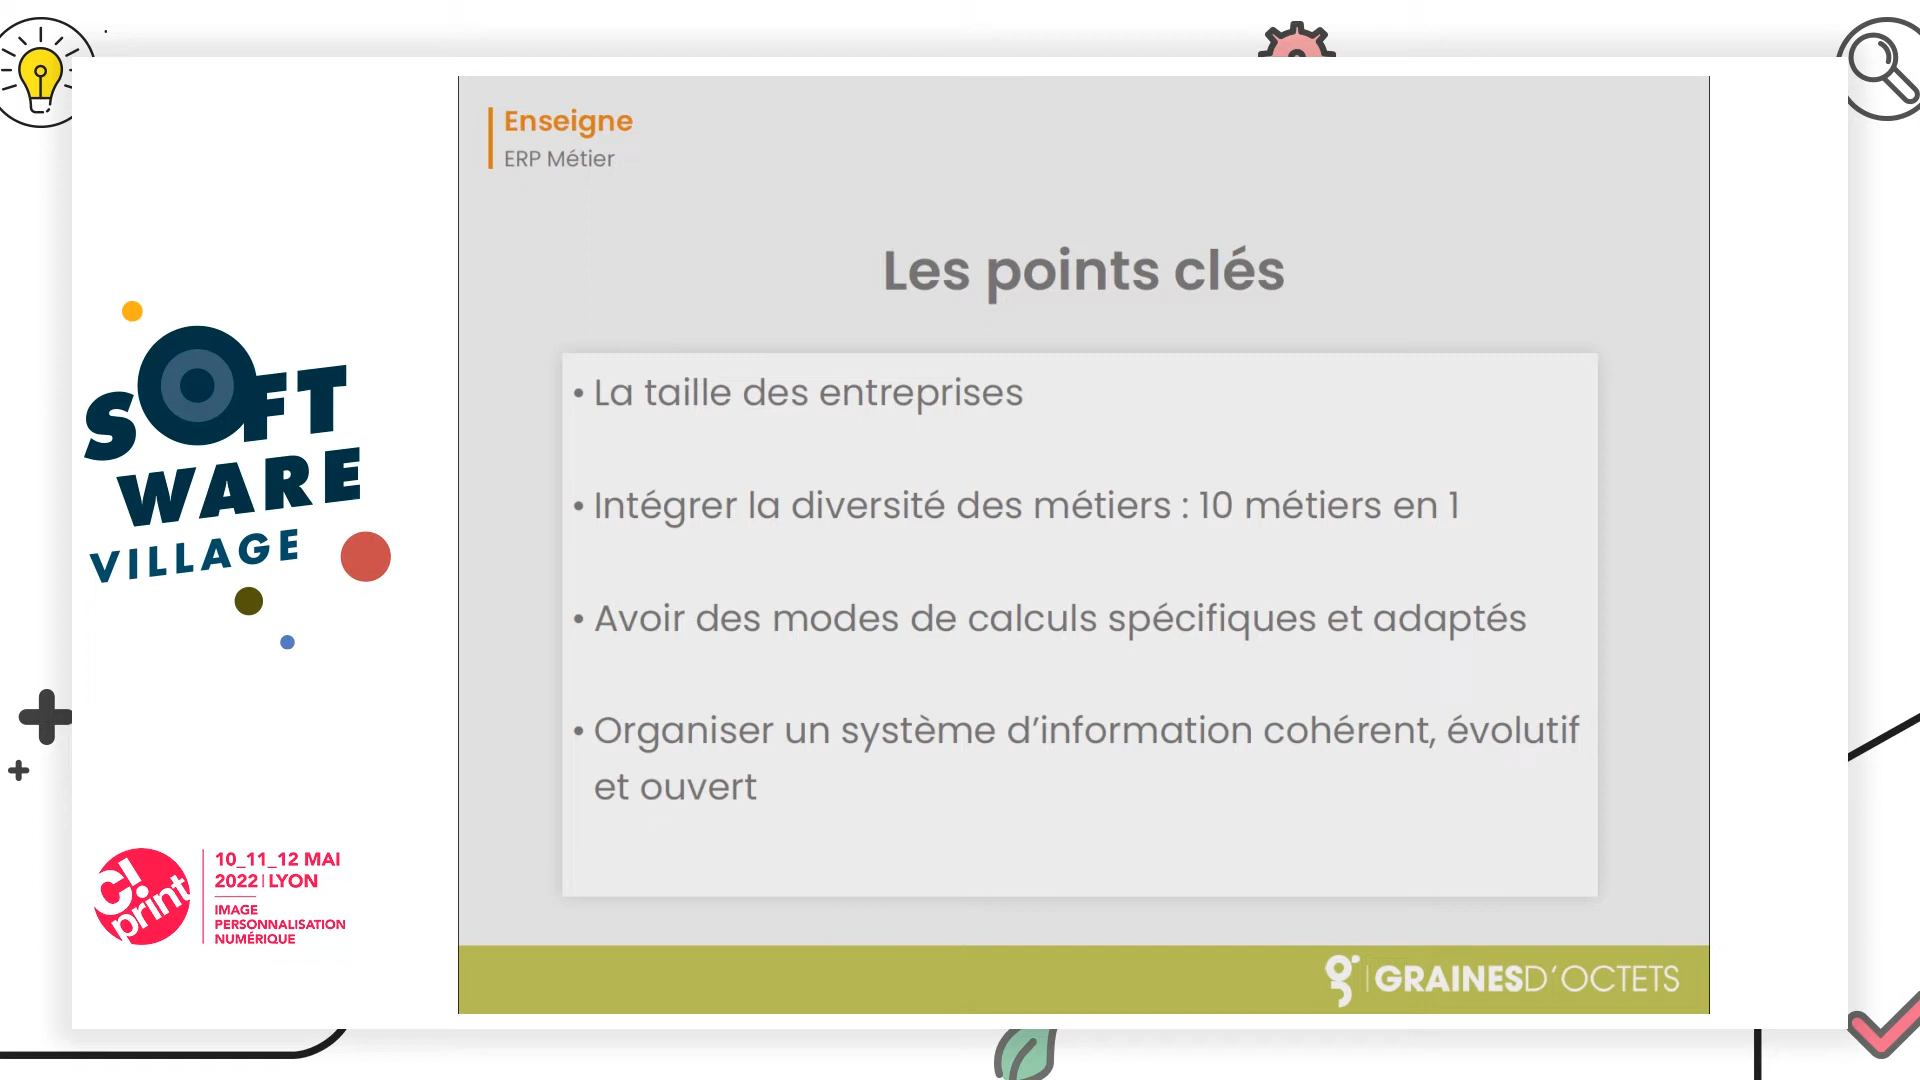 Enseigne
ERP Métier
Les points clés
• La taille des entreprises
• Intégrer la diversité des métiers : 10 métiers en 1
• Avoir des modes de calculs spécifiques et adaptés
• Organiser un système d’information cohérent, évolutif
et ouvert
SOFT
WARE
VILLAGE
C!print
10_11_12 MAI
2022 | LYON
IMAGE
PERSONNALISATION
NUMÉRIQUE
g | GRAINESD’OCTETS